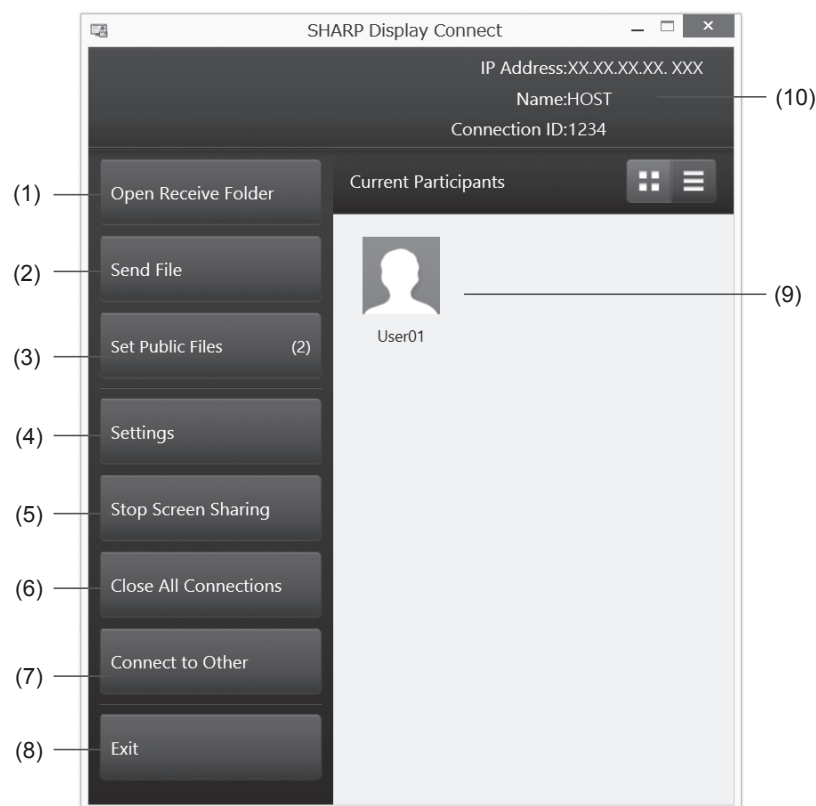 SHARP Display Connect
IP Address:XX.XX.XX.XX. XXX
Name:HOST
(10)
Connection ID:1234
(1)
Open Receive Folder
Current Participants
(2)
Send File
(9)
(3)
Set Public Files (2)
User01
(4)
Settings
(5)
Stop Screen Sharing
(6)
Close All Connections
(7)
Connect to Other
(8)
Exit